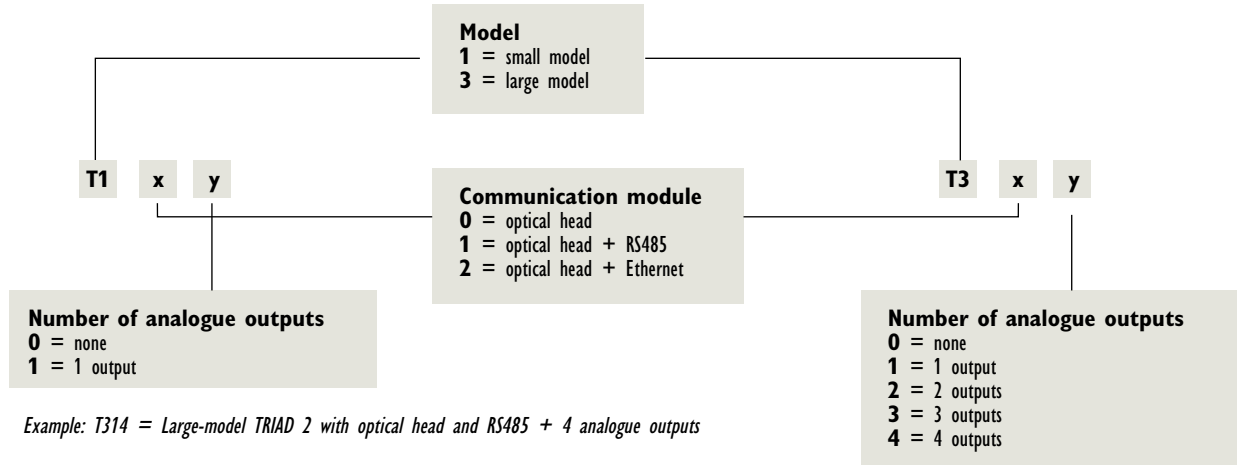 Model
1 = small model
3 = large model
T1 x y
T3 x y
Communication module
0 = optical head
1 = optical head + RS485
2 = optical head + Ethernet
Number of analogue outputs
0 = none
1 = 1 output
Number of analogue outputs
0 = none
1 = 1 output
2 = 2 outputs
3 = 3 outputs
4 = 4 outputs
Example: T314 = Large-model TRIAD 2 with optical head and RS485 + 4 analogue outputs